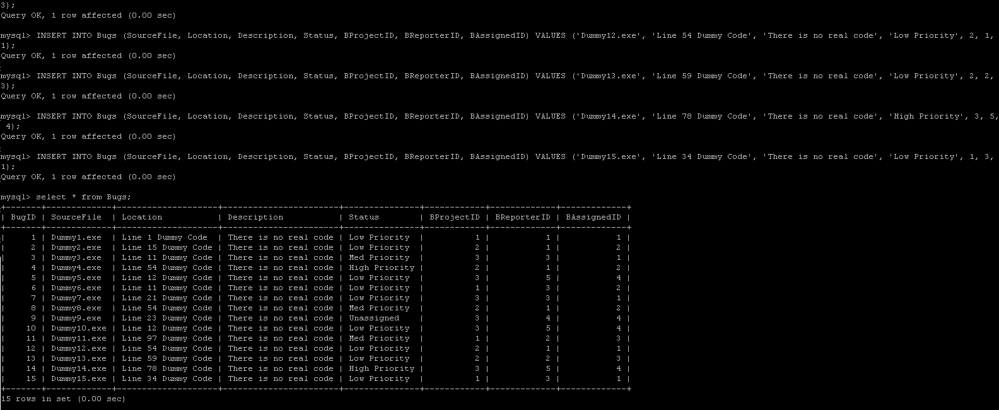 3);
Query OK, 1 row affected (0.00 sec)
mysql> INSERT INTO Bugs (SourceFile, Location, Description, Status, BProjectID, BReporterID, BAssignedID) VALUES ('Dummy12.exe', 'Line 54 Dummy Code', 'There is no real code', 'Low Priority', 2, 1,
1);
Query OK, 1 row affected (0.00 sec)
mysql> INSERT INTO Bugs (SourceFile, Location, Description, Status, BProjectID, BReporterID, BAssignedID) VALUES ('Dummy13.exe', 'Line 59 Dummy Code', 'There is no real code', 'Low Priority', 2, 2,
3);
Query OK, 1 row affected (0.00 sec)
mysql> INSERT INTO Bugs (SourceFile, Location, Description, Status, BProjectID, BReporterID, BAssignedID) VALUES ('Dummy14.exe', 'Line 78 Dummy Code', 'There is no real code', 'High Priority', 3, 5,
 4);
Query OK, 1 row affected (0.00 sec)
mysql> INSERT INTO Bugs (SourceFile, Location, Description, Status, BProjectID, BReporterID, BAssignedID) VALUES ('Dummy15.exe', 'Line 34 Dummy Code', 'There is no real code', 'Low Priority', 1, 3,
1);
Query OK, 1 row affected (0.00 sec)
mysql> select * from Bugs;
+-------+-------------+--------------------+-----------------------+---------------+------------+-------------+-------------+
| BugID | SourceFile  | Location           | Description           | Status        | BProjectID | BReporterID | BAssignedID |
+-------+-------------+--------------------+-----------------------+---------------+------------+-------------+-------------+
|     1 | Dummy1.exe  | Line 1 Dummy Code  | There is no real code | Low Priority  |          1 |           1 |           1 |
|     2 | Dummy2.exe  | Line 15 Dummy Code | There is no real code | Low Priority  |          2 |           1 |           2 |
|     3 | Dummy3.exe  | Line 11 Dummy Code | There is no real code | Med Priority  |          3 |           3 |           1 |
|     4 | Dummy4.exe  | Line 54 Dummy Code | There is no real code | High Priority |          2 |           1 |           2 |
|     5 | Dummy5.exe  | Line 12 Dummy Code | There is no real code | Low Priority  |          3 |           5 |           4 |
|     6 | Dummy6.exe  | Line 11 Dummy Code | There is no real code | Low Priority  |          1 |           3 |           2 |
|     7 | Dummy7.exe  | Line 21 Dummy Code | There is no real code | Low Priority  |          3 |           3 |           1 |
|     8 | Dummy8.exe  | Line 54 Dummy Code | There is no real code | Med Priority  |          2 |           1 |           2 |
|     9 | Dummy9.exe  | Line 23 Dummy Code | There is no real code | Unassigned    |          3 |           4 |           4 |
|    10 | Dummy10.exe | Line 12 Dummy Code | There is no real code | Low Priority  |          3 |           5 |           4 |
|    11 | Dummy11.exe | Line 97 Dummy Code | There is no real code | Med Priority  |          1 |           2 |           3 |
|    12 | Dummy12.exe | Line 54 Dummy Code | There is no real code | Low Priority  |          2 |           1 |           1 |
|    13 | Dummy13.exe | Line 59 Dummy Code | There is no real code | Low Priority  |          2 |           2 |           3 |
|    14 | Dummy14.exe | Line 78 Dummy Code | There is no real code | High Priority |          3 |           5 |           4 |
|    15 | Dummy15.exe | Line 34 Dummy Code | There is no real code | Low Priority  |          1 |           3 |           1 |
+-------+-------------+--------------------+-----------------------+---------------+------------+-------------+-------------+
15 rows in set (0.00 sec)